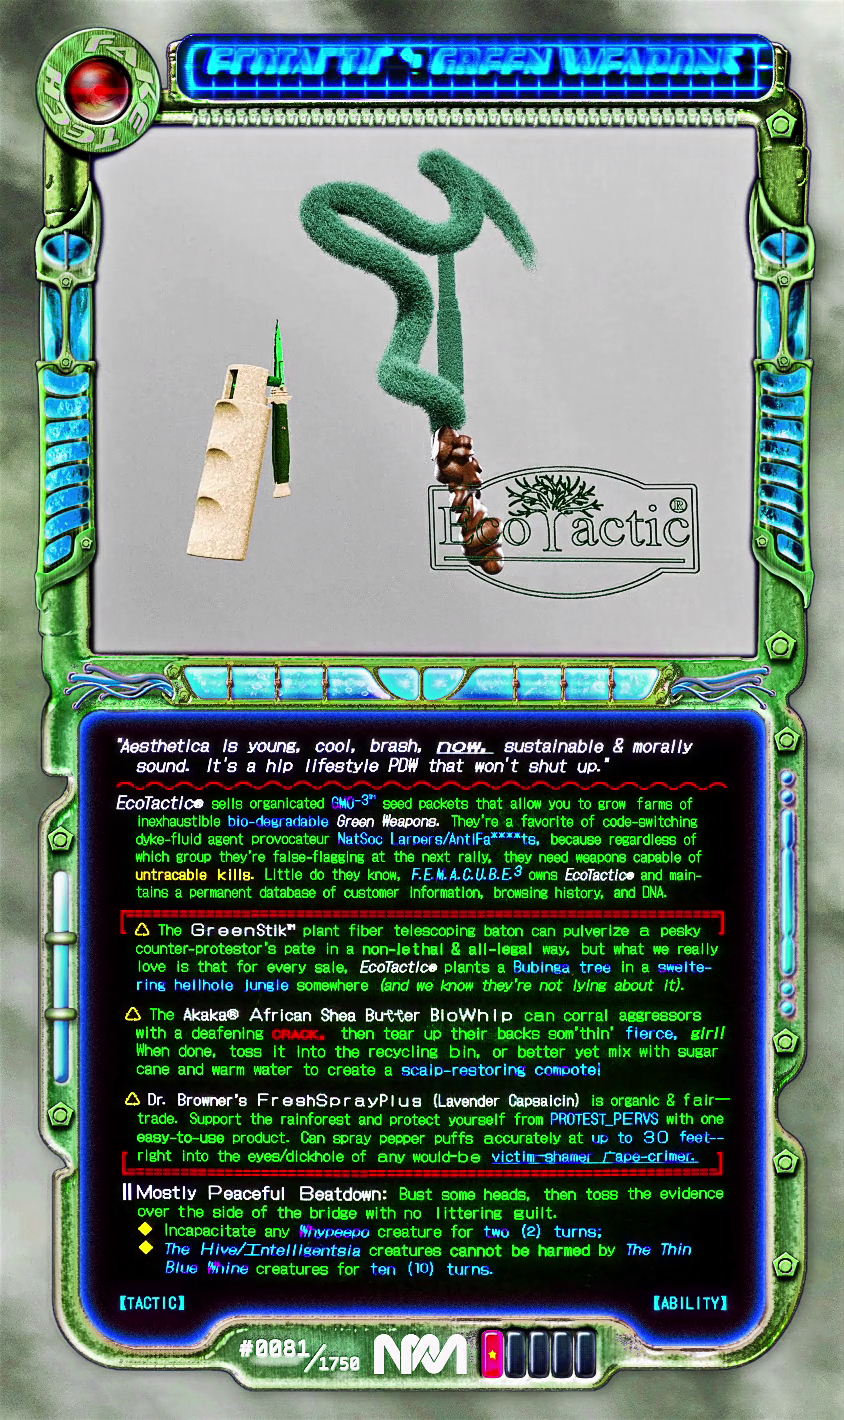 FAKE TECH
ECOTACTIC'S GREEN WEAPONS
EcoTactic®
"Aesthetica is young, cool, brash, now, sustainable & morally
sound. It's a hip lifestyle PDW that won't shut up."
EcoTactic® sells organicated GMO-3™ seed packets that allow you to grow farms of
inexhaustible bio-degradable Green Weapons. They're a favorite of code-switching
dyke-fluid agent provocateur NatSoc Larpers/AntiFa****ts, because regardless of
which group they're false-flagging at the next rally, they need weapons capable of
untracable kills. Little do they know, F.E.M.A.C.U.B.E.³ owns EcoTactic® and main-
tains a permanent database of customer information, browsing history, and DNA.
The GreenStik™ plant fiber telescoping baton can pulverize a pesky
counter-protestor's pate in a non-lethal & all-legal way, but what we really
love is that for every sale, EcoTactic® plants a Bubinga tree in a swelte-
ring hellhole jungle somewhere (and we know they're not lying about it).
The Akaka® African Shea Butter BioWhip can corral aggressors
with a deafening CRACK, then tear up their backs som'thin' fierce, girl!
When done, toss it into the recycling bin, or better yet mix with sugar
cane and warm water to create a scalp-restoring compote!
Dr. Browner's FreshSprayPlus (Lavender Capsaicin) is organic & fair-
trade. Support the rainforest and protect yourself from PROTEST_PERVS with one
easy-to-use product. Can spray pepper puffs accurately at up to 30 feet--
right into the eyes/dickhole of any would-be victim-shamer/rape-crimer.
||Mostly Peaceful Beatdown: Bust some heads, then toss the evidence
over the side of the bridge with no littering guilt.
◆ Incapacitate any Whypeepo creature for two (2) turns;
◆ The Hive/Intelligentsia creatures cannot be harmed by The Thin
Blue Whine creatures for ten (10) turns.
[TACTIC] [ABILITY]
#0081/1750 NPM